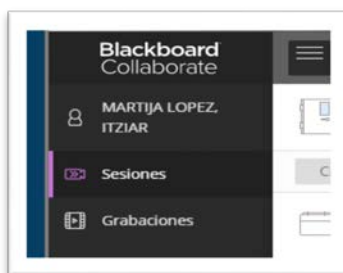 Blackboard
Collaborate
MARTIJA LOPEZ,
ITZIAR
Sesiones
C
Grabaciones